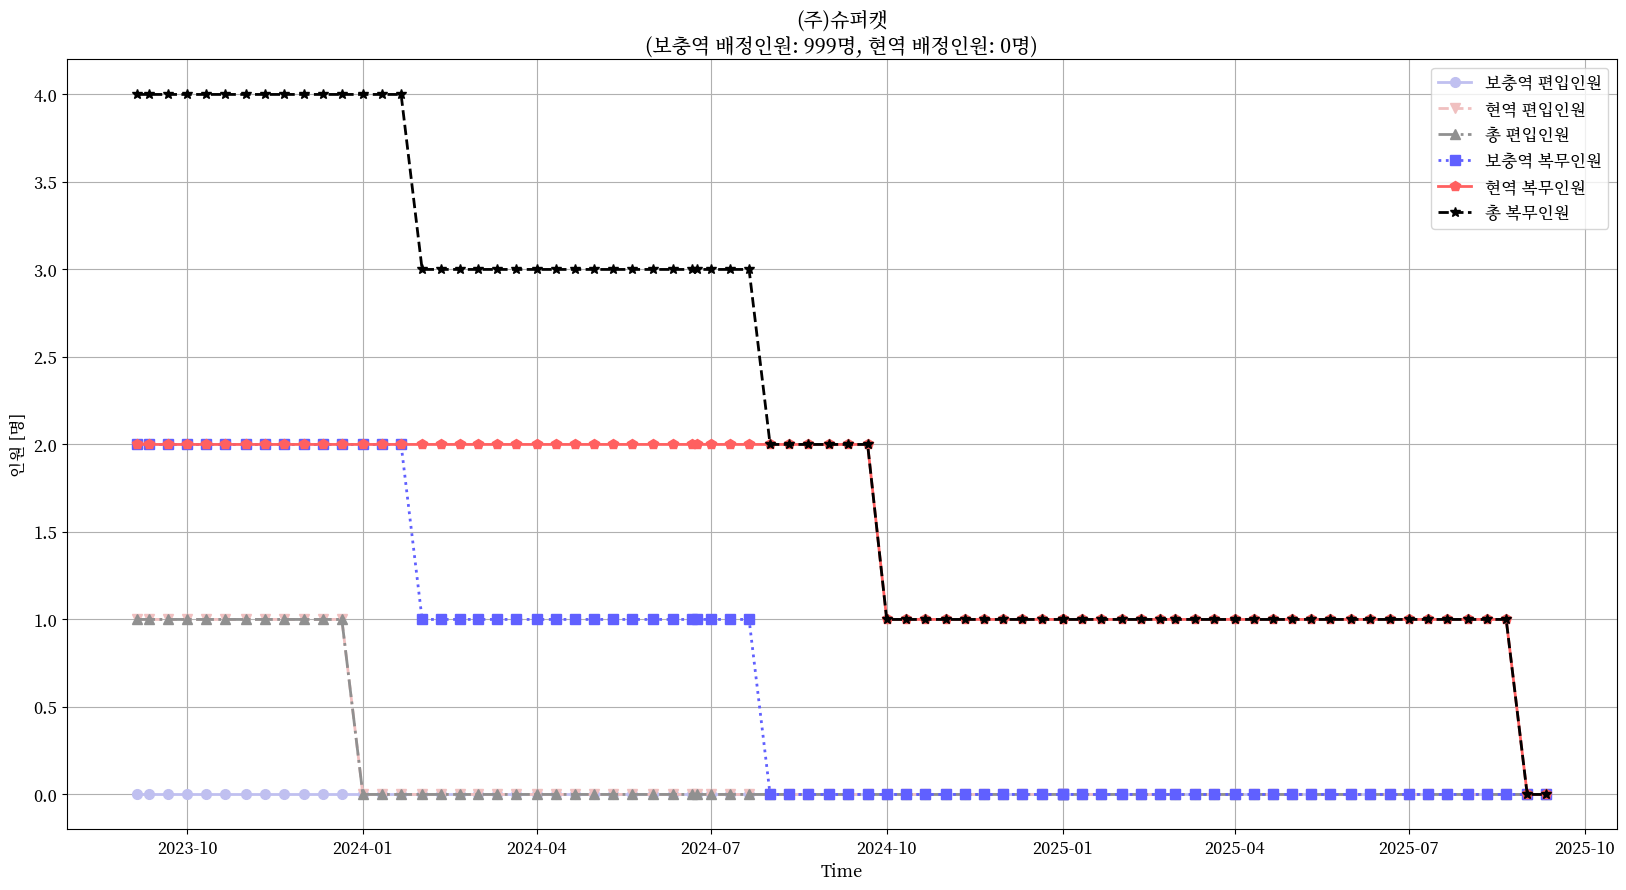 (주)슈퍼캣
(보충역 배정인원: 999명, 현역 배정인원: 0명)
보충역 편입인원
현역 편입인원
총 편입인원
보충역 복무인원
현역 복무인원
총 복무인원
인원 [명]
4.0
3.5
3.0
2.5
2.0
1.5
1.0
0.5
0.0
2023-10
2024-01
2024-04
2024-07
2024-10
2025-01
2025-04
2025-07
2025-10
Time